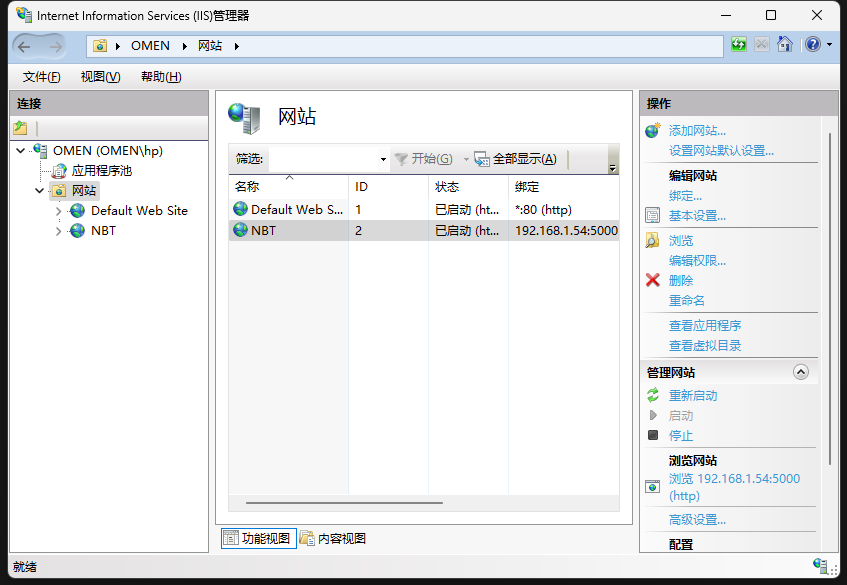 Internet Information Services (IIS)管理器
OMEN 网站
文件(F) 视图(V) 帮助(H)
连接
OMEN (OMEN\hp)
应用程序池
网站
Default Web Site
NBT
网站
筛选: 开始(G) 全部显示(A)
名称 ID 状态 绑定
Default Web S... 1 已启动 (ht... *:80 (http)
NBT 2 已启动 (ht... 192.168.1.54:5000
功能视图 内容视图
操作
添加网站...
设置网站默认设置...
编辑网站
绑定...
基本设置...
浏览
编辑权限...
删除
重命名
查看应用程序
查看虚拟目录
管理网站
重新启动
启动
停止
浏览网站
浏览 192.168.1.54:5000
(http)
高级设置...
配置
就绪